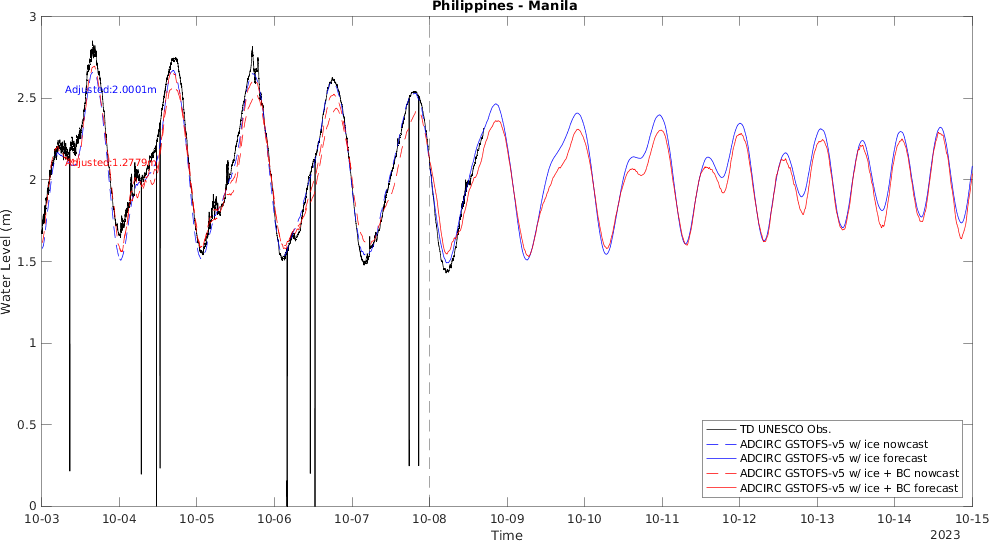 Philippines - Manila
3
2.5
2
1.5
1
0.5
0
Water Level (m)
Adjusted:2.0001m
Adjusted:1.2779m
TD UNESCO Obs.
ADCIRC GSTOFS-v5 w/ ice nowcast
ADCIRC GSTOFS-v5 w/ ice forecast
ADCIRC GSTOFS-v5 w/ ice + BC nowcast
ADCIRC GSTOFS-v5 w/ ice + BC forecast
10-03 10-04 10-05 10-06 10-07 10-08 10-09 10-10 10-11 10-12 10-13 10-14 10-15
Time
2023